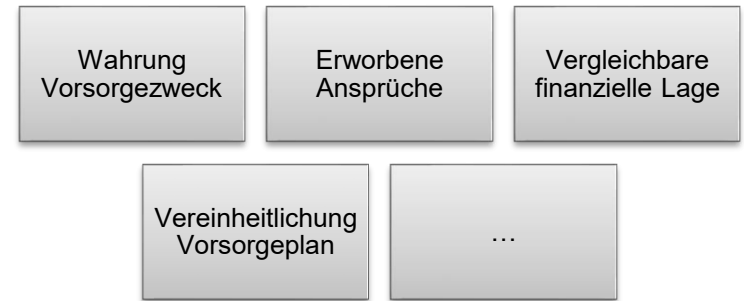 Wahrung
Vorsorgezweck
Erworbene
Ansprüche
Vergleichbare
finanzielle Lage
Vereinheitlichung
Vorsorgeplan
…